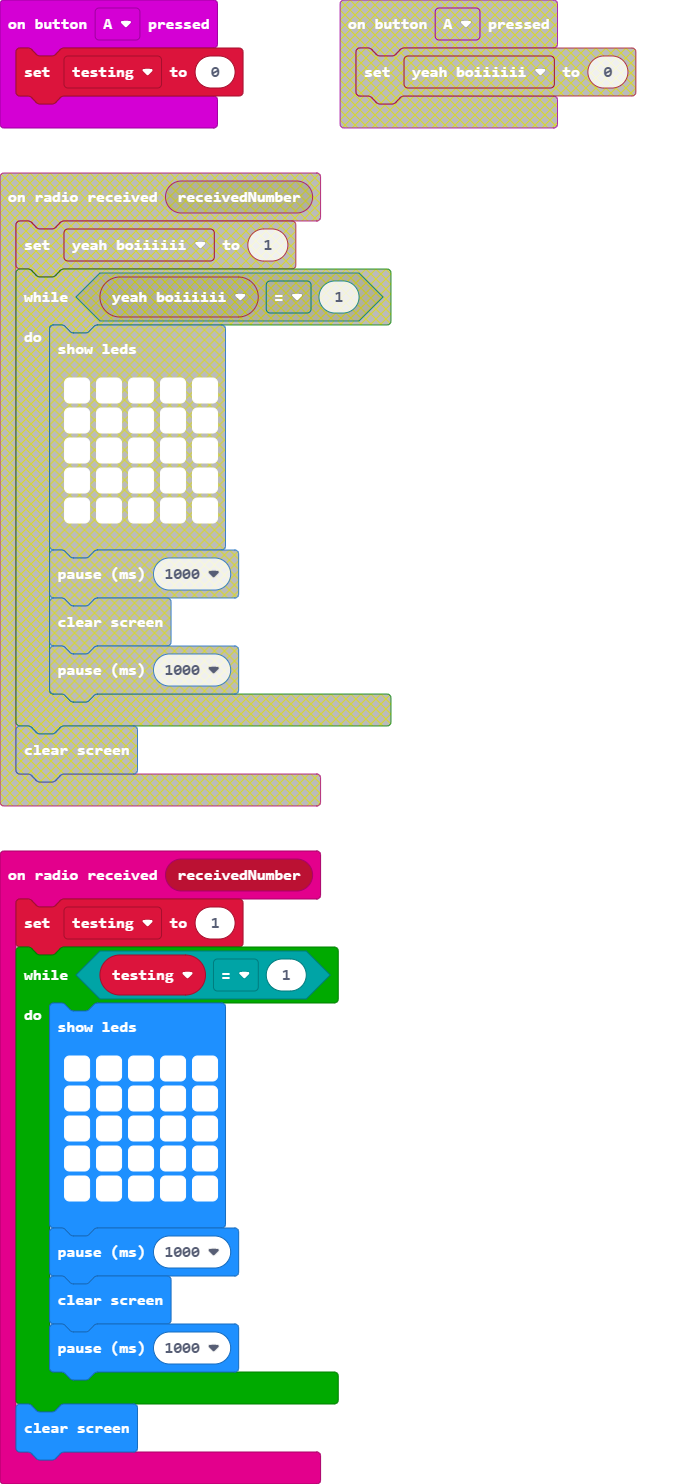 on button A pressed
set testing to 0
on button A pressed
set yeah boiiiiii to 0
on radio received receivedNumber
set yeah boiiiiii to 1
while yeah boiiiiii = 1
do
show leds
pause (ms) 1000
clear screen
pause (ms) 1000
clear screen
on radio received receivedNumber
set testing to 1
while testing = 1
do
show leds
pause (ms) 1000
clear screen
pause (ms) 1000
clear screen